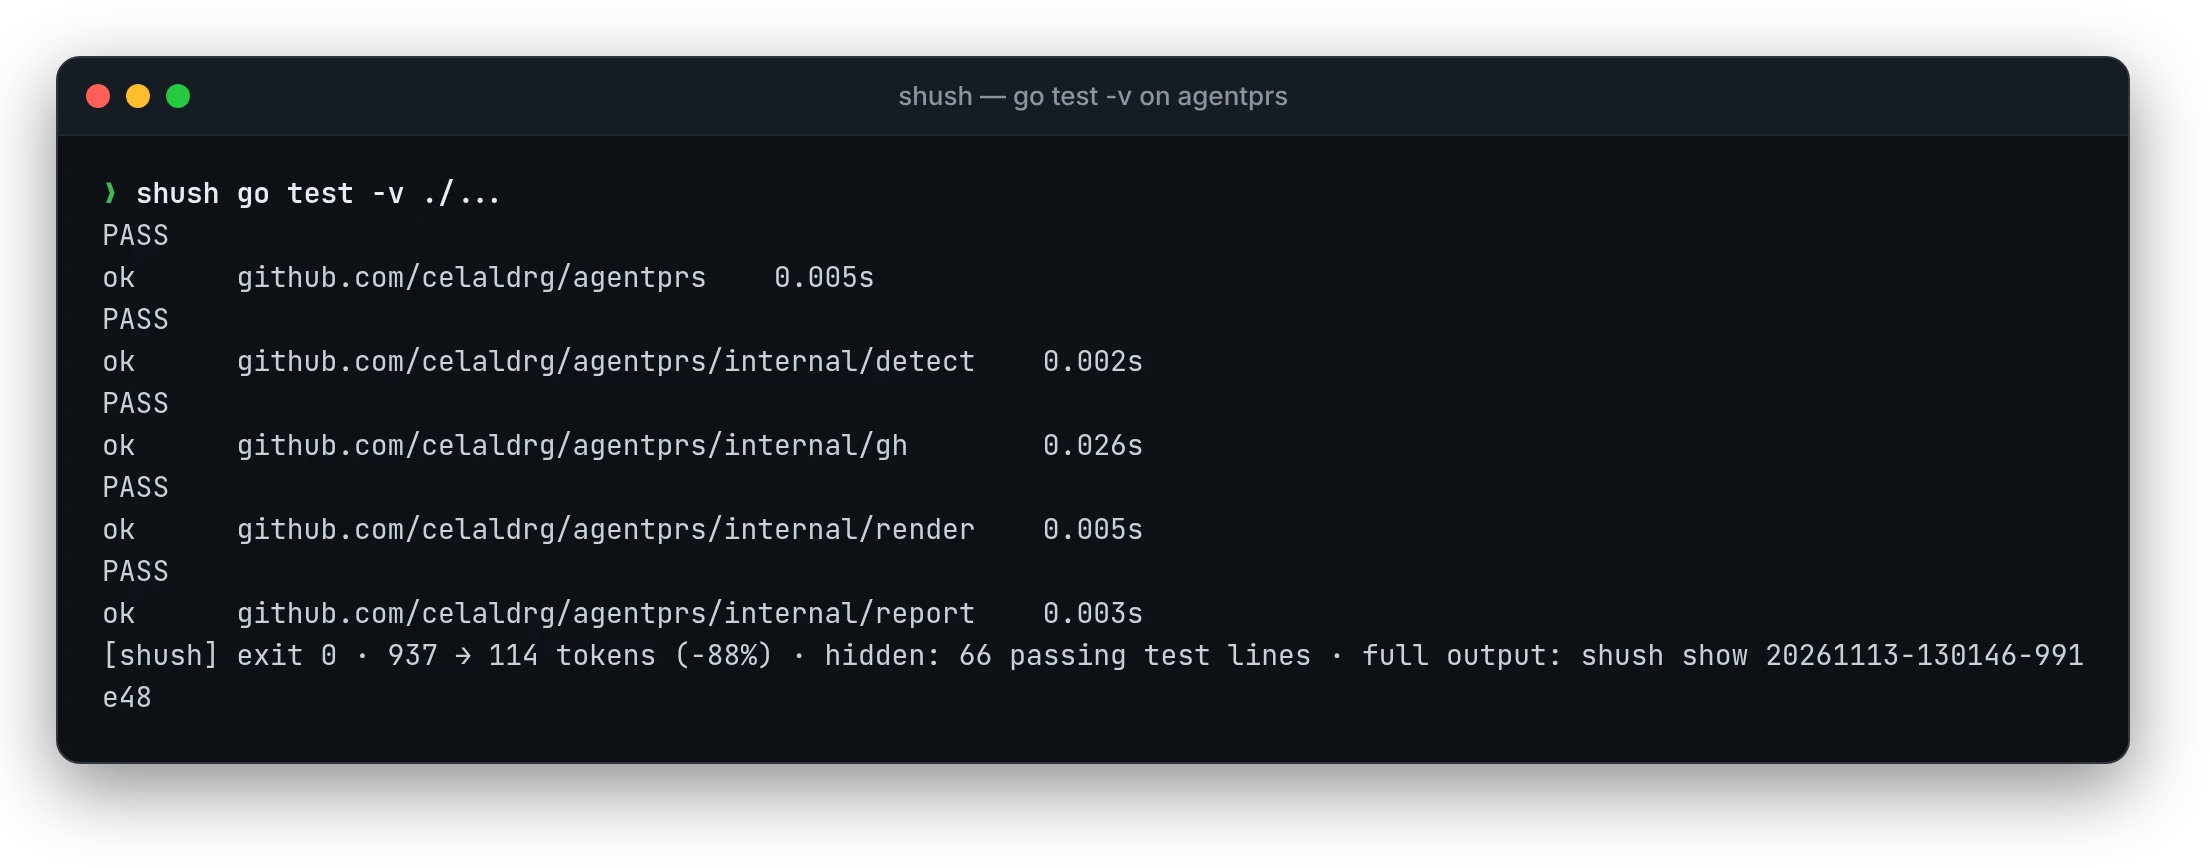 shush — go test -v on agentprs
❯ shush go test -v ./...
PASS
ok      github.com/celaldrg/agentprs    0.005s
PASS
ok      github.com/celaldrg/agentprs/internal/detect    0.002s
PASS
ok      github.com/celaldrg/agentprs/internal/gh        0.026s
PASS
ok      github.com/celaldrg/agentprs/internal/render    0.005s
PASS
ok      github.com/celaldrg/agentprs/internal/report    0.003s
[shush] exit 0 · 937 → 114 tokens (-88%) · hidden: 66 passing test lines · full output: shush show 20261113-130146-991
e48